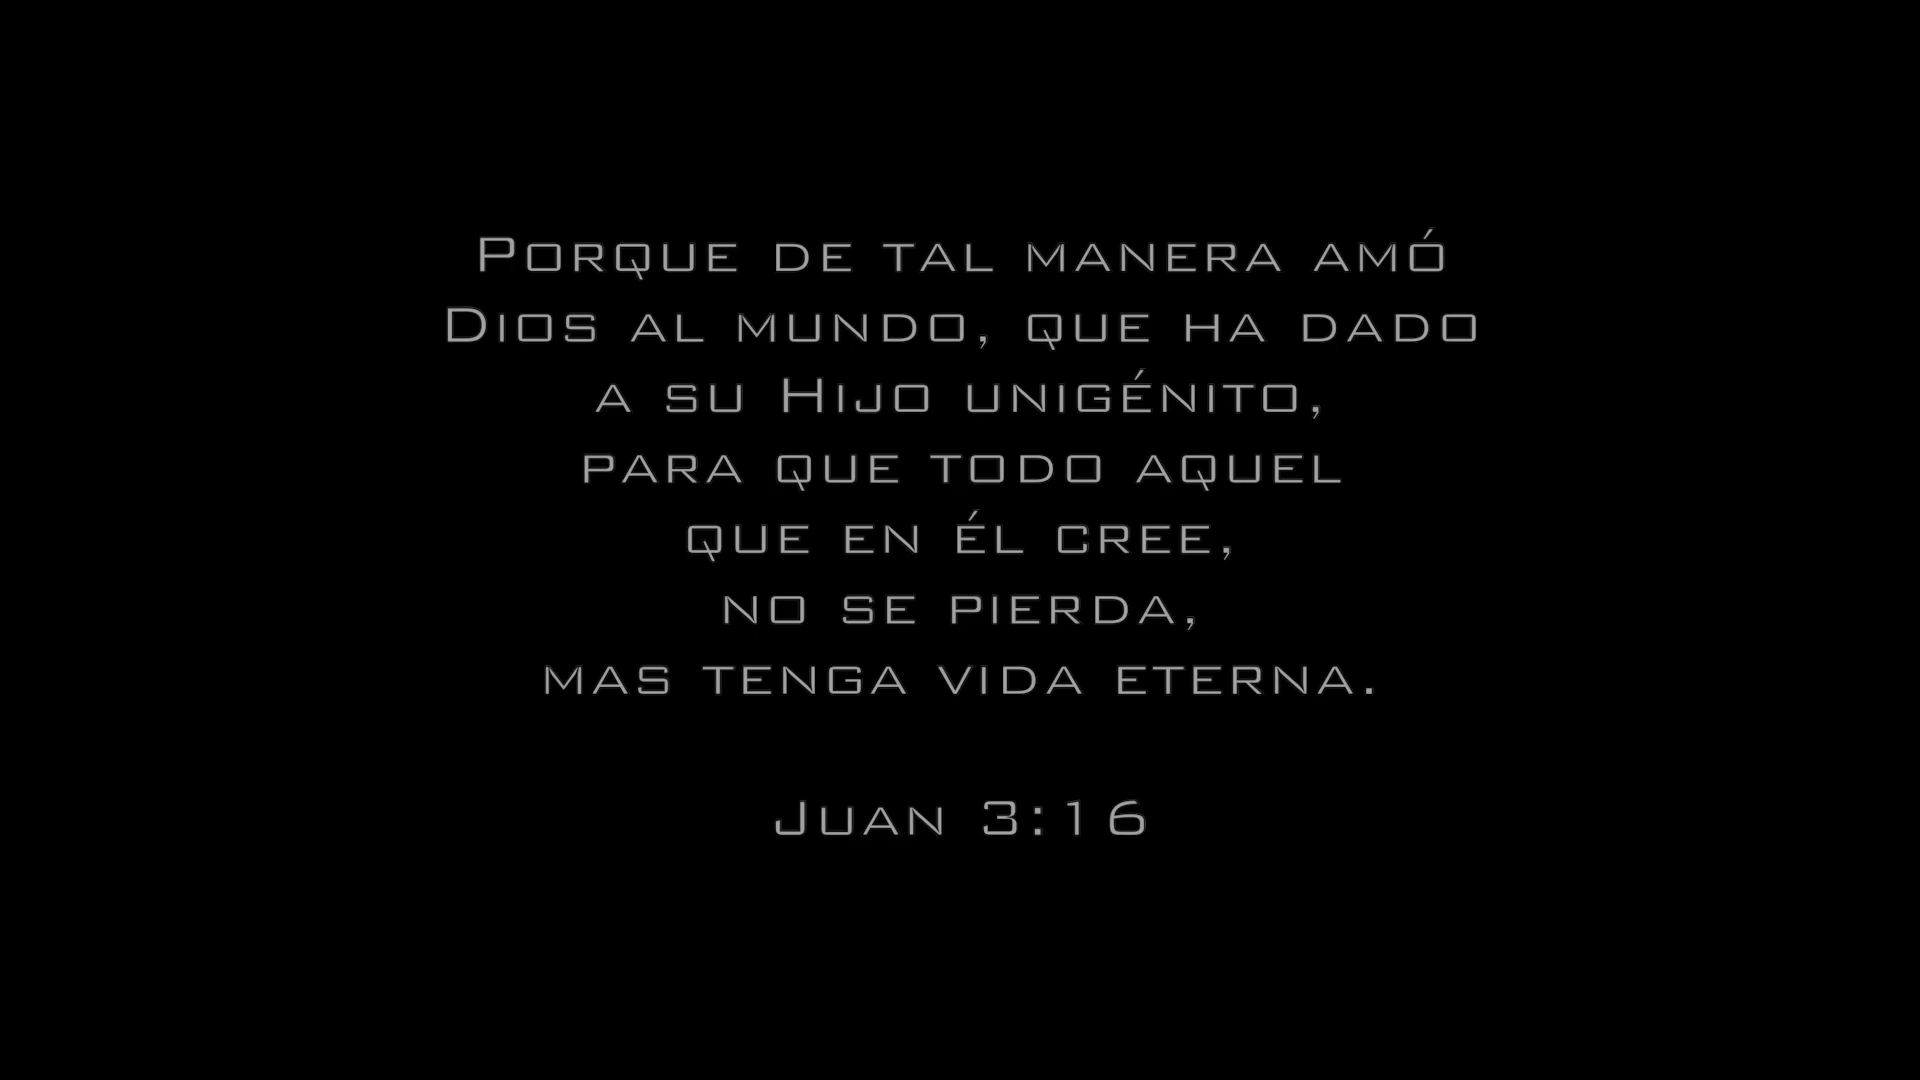 Porque de tal manera amó
Dios al mundo, que ha dado
a su Hijo unigénito,
para que todo aquel
que en él cree,
no se pierda,
mas tenga vida eterna.
Juan 3:16